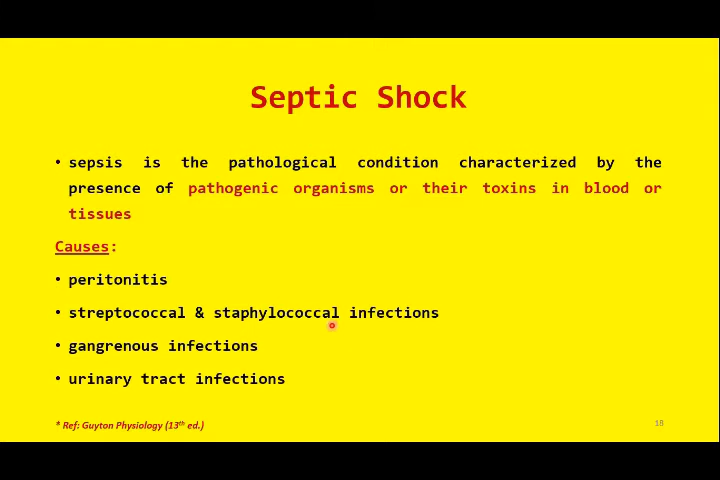 Septic Shock
• sepsis is the pathological condition characterized by the
presence of pathogenic organisms or their toxins in blood or
tissues
Causes:
• peritonitis
• streptococcal & staphylococcal infections
• gangrenous infections
• urinary tract infections
* Ref: Guyton Physiology (13th ed.)
18